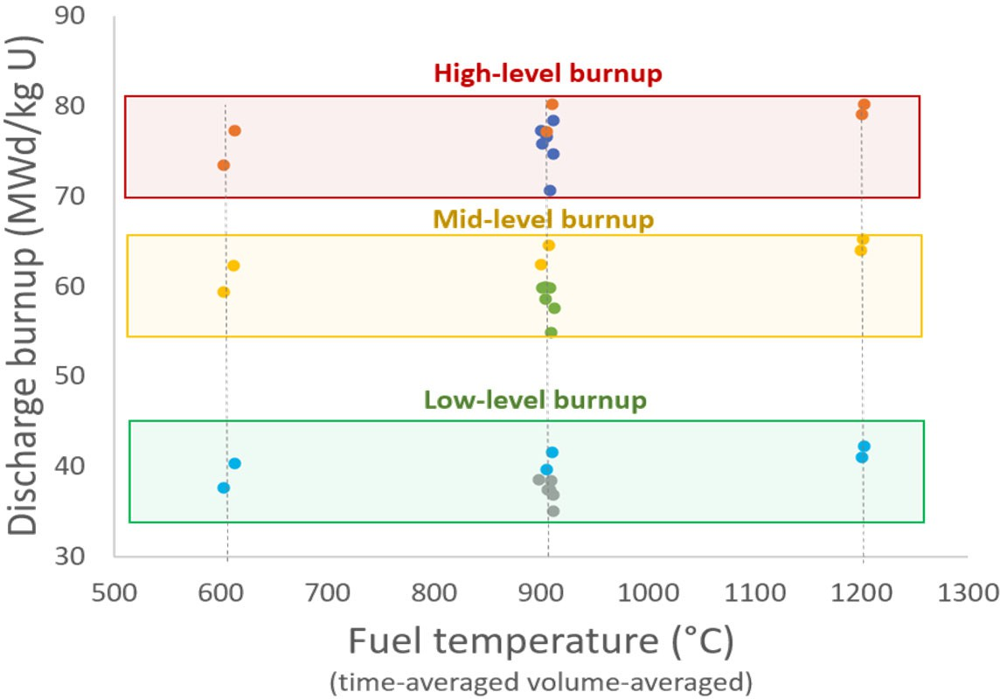 Discharge burnup (MWd/kg U)
90
80
70
60
50
40
30
High-level burnup
Mid-level burnup
Low-level burnup
500 600 700 800 900 1000 1100 1200 1300
Fuel temperature (°C)
(time-averaged volume-averaged)